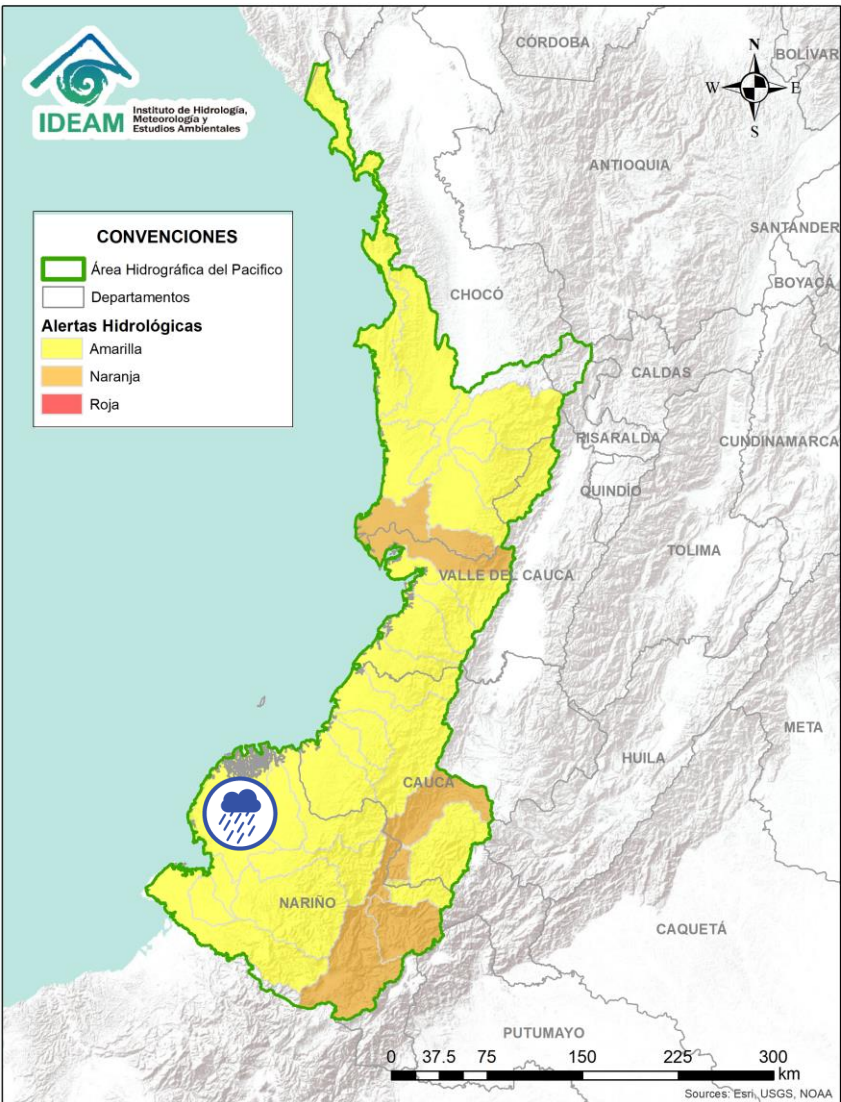 IDEAM
Instituto de Hidrología,
Meteorología y
Estudios Ambientales
CÓRDOBA
BOLÍVAR
N
W
E
S
ANTIOQUIA
SANTANDER
BOYACÁ
CONVENCIONES
Área Hidrográfica del Pacifico
Departamentos
Alertas Hidrológicas
Amarilla
Naranja
Roja
CHOCÓ
CALDAS
RISARALDA
CUNDINAMARCA
QUINDÍO
TOLIMA
VALLE DEL CAUCA
META
HUILA
CAUCA
NARIÑO
CAQUETÁ
PUTUMAYO
0 37.5 75 150 225 300
km
Sources: Esri, USGS, NOAA